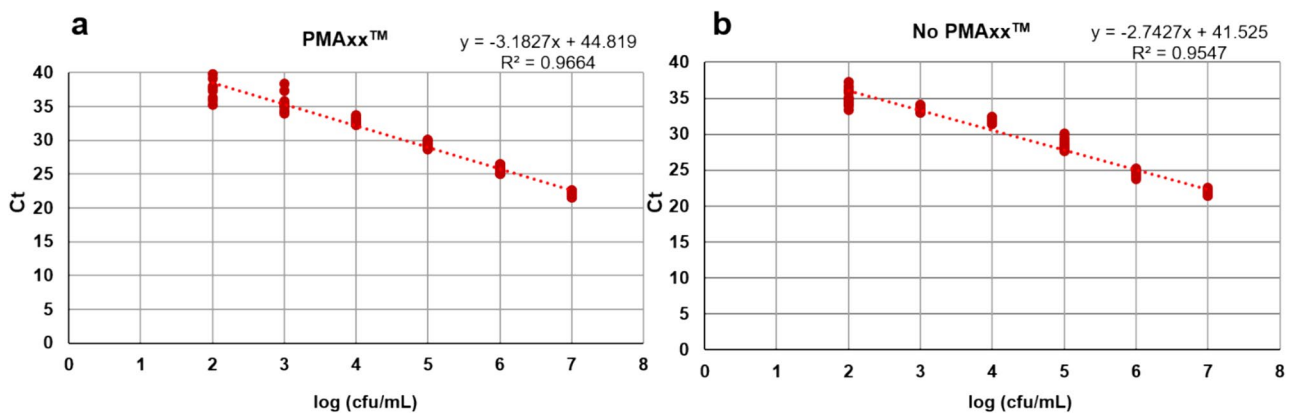 a
PMAxx™
y = -3.1827x + 44.819
R² = 0.9664
40
35
30
25
20
15
10
5
0
Ct
0 1 2 3 4 5 6 7 8
log (cfu/mL)
b
No PMAxx™
y = -2.7427x + 41.525
R² = 0.9547
40
35
30
25
20
15
10
5
0
Ct
0 1 2 3 4 5 6 7 8
log (cfu/mL)